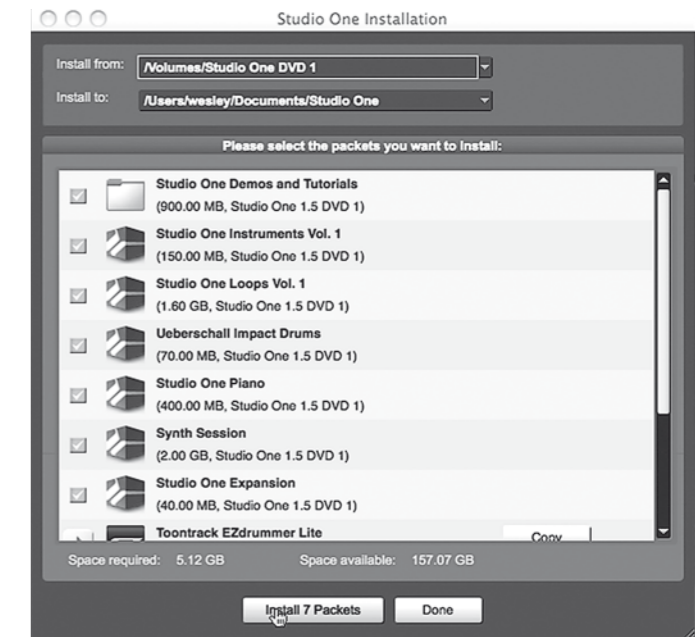 Studio One Installation
Install from: /Volumes/Studio One DVD 1
Install to: /Users/wesley/Documents/Studio One
Please select the packets you want to install:
Studio One Demos and Tutorials
(900.00 MB, Studio One 1.5 DVD 1)
Studio One Instruments Vol. 1
(150.00 MB, Studio One 1.5 DVD 1)
Studio One Loops Vol. 1
(1.60 GB, Studio One 1.5 DVD 1)
Ueberschall Impact Drums
(70.00 MB, Studio One 1.5 DVD 1)
Studio One Piano
(400.00 MB, Studio One 1.5 DVD 1)
Synth Session
(2.00 GB, Studio One 1.5 DVD 1)
Studio One Expansion
(40.00 MB, Studio One 1.5 DVD 1)
Toontrack EZdrummer Lite Copy
Space required: 5.12 GB Space available: 157.07 GB
Install 7 Packets Done